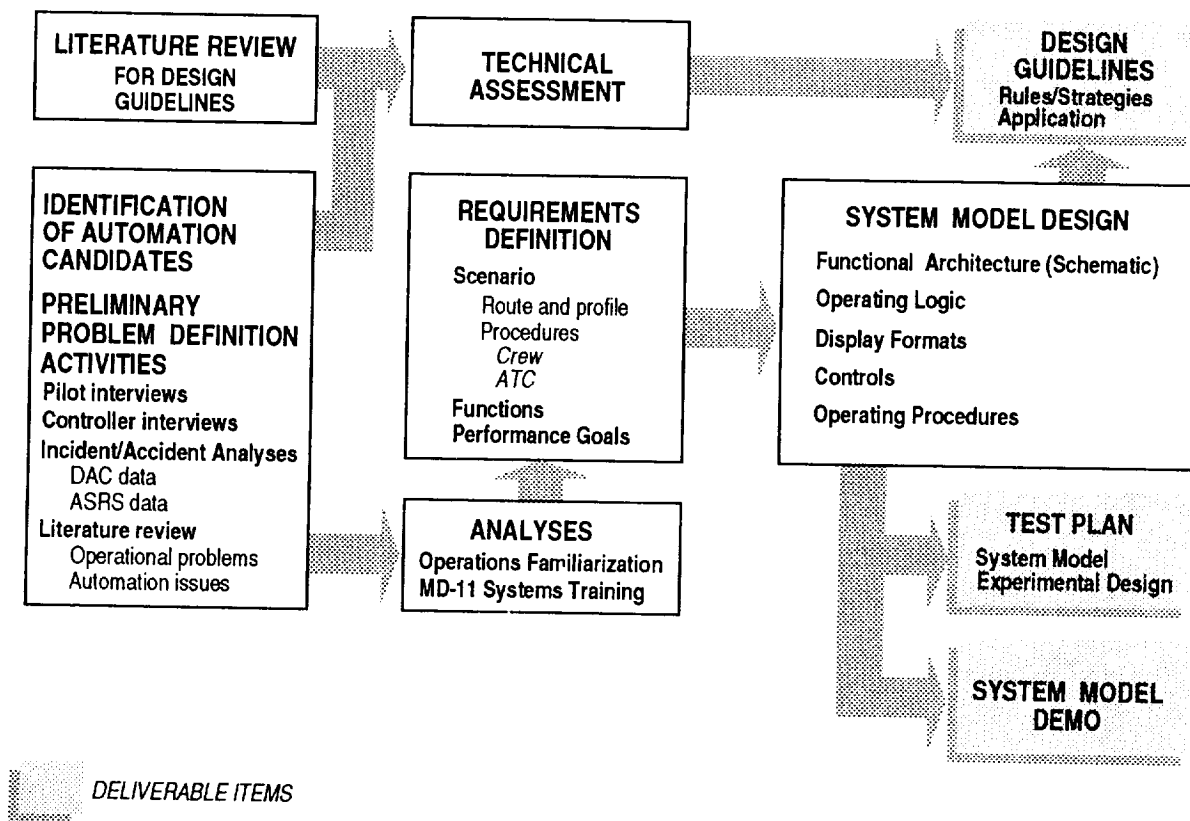 LITERATURE REVIEW
FOR DESIGN
GUIDELINES
TECHNICAL
ASSESSMENT
DESIGN
GUIDELINES
Rules/Strategies
Application
IDENTIFICATION
OF AUTOMATION
CANDIDATES
PRELIMINARY
PROBLEM DEFINITION
ACTIVITIES
Pilot interviews
Controller interviews
Incident/Accident Analyses
DAC data
ASRS data
Literature review
Operational problems
Automation issues
REQUIREMENTS
DEFINITION
Scenario
Route and profile
Procedures
Crew
ATC
Functions
Performance Goals
ANALYSES
Operations Familiarization
MD-11 Systems Training
SYSTEM MODEL DESIGN
Functional Architecture (Schematic)
Operating Logic
Display Formats
Controls
Operating Procedures
TEST PLAN
System Model
Experimental Design
SYSTEM MODEL
DEMO
DELIVERABLE ITEMS